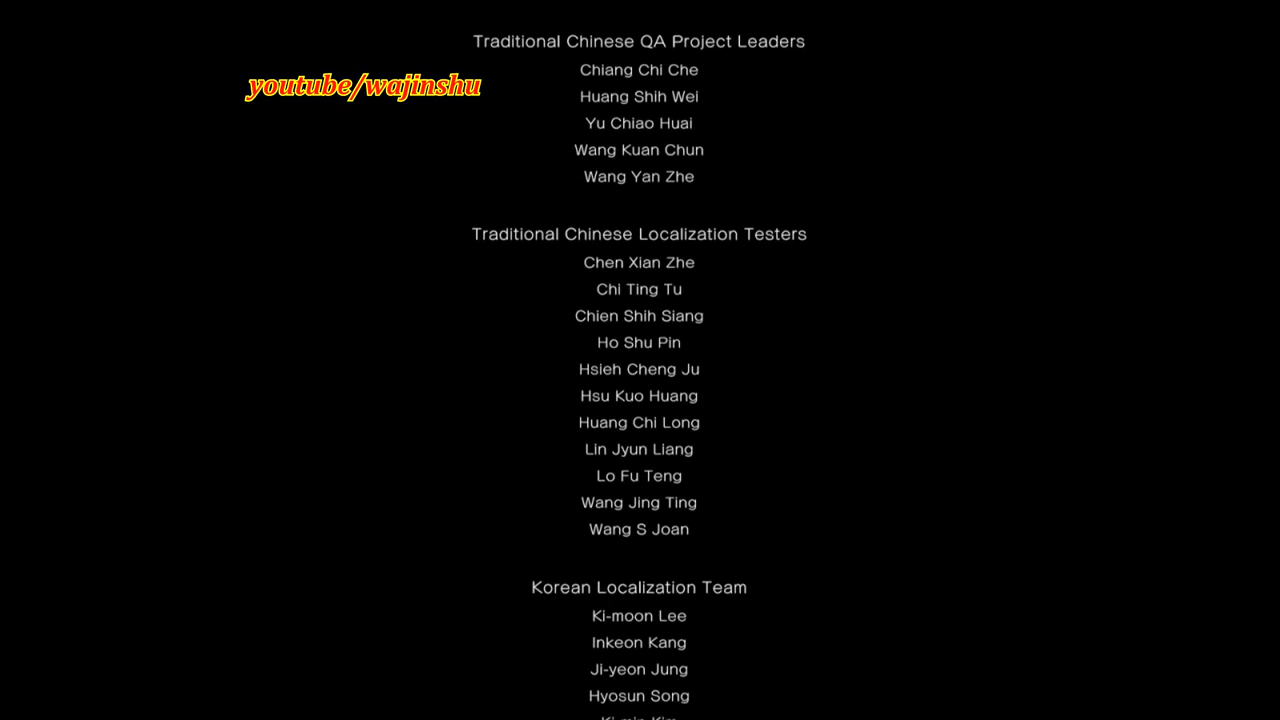 Traditional Chinese QA Project Leaders
Chiang Chi Che
youtube/wajinshu
Huang Shih Wei
Yu Chiao Huai
Wang Kuan Chun
Wang Yan Zhe
Traditional Chinese Localization Testers
Chen Xian Zhe
Chi Ting Tu
Chien Shih Siang
Ho Shu Pin
Hsieh Cheng Ju
Hsu Kuo Huang
Huang Chi Long
Lin Jyun Liang
Lo Fu Teng
Wang Jing Ting
Wang S Joan
Korean Localization Team
Ki-moon Lee
Inkeon Kang
Ji-yeon Jung
Hyosun Song